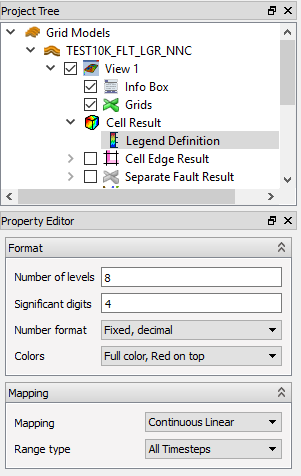 Project Tree
Grid Models
TEST10K_FLT_LGR_NNC
View 1
Info Box
Grids
Cell Result
Legend Definition
Cell Edge Result
Separate Fault Result
Property Editor
Format
Number of levels 8
Significant digits 4
Number format Fixed, decimal
Colors Full color, Red on top
Mapping
Mapping Continuous Linear
Range type All Timesteps